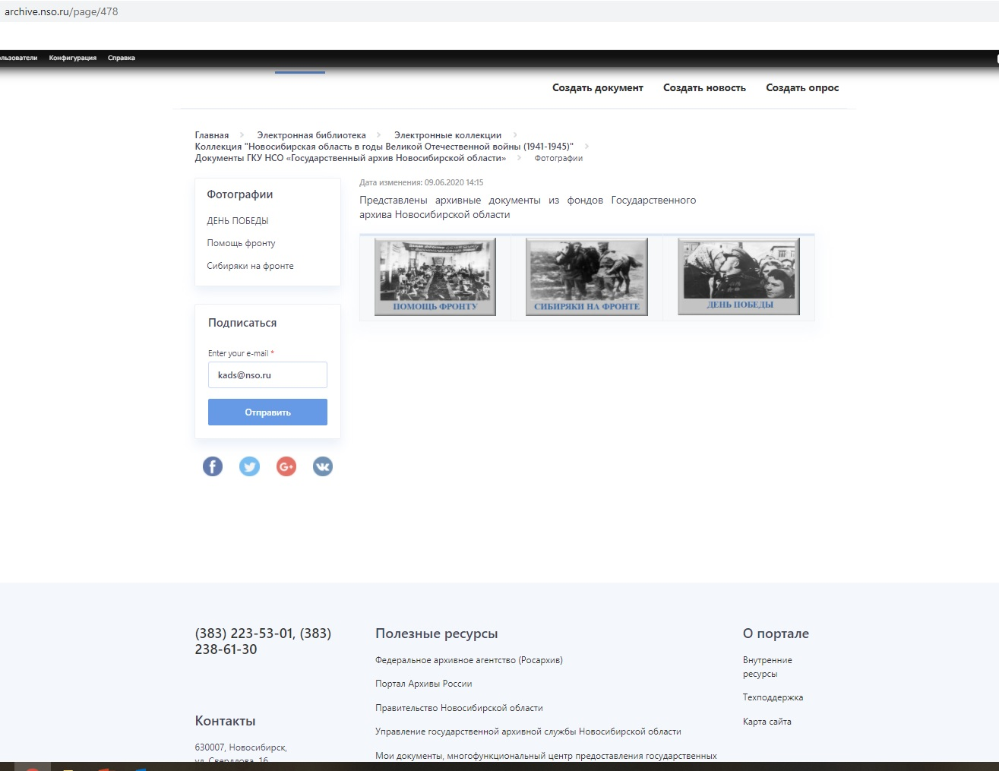 archive.nso.ru/page/478
Конфигурация Справка
Создать документ Создать новость Создать опрос
Главная Электронная библиотека Электронные коллекции
Коллекция "Новосибирская область в годы Великой Отечественной войны (1941-1945)"
Документы ГКУ НСО «Государственный архив Новосибирской области» Фотографии
Фотографии
ДЕНЬ ПОБЕДЫ
Помощь фронту
Сибиряки на фронте
Дата изменения: 09.06.2020 14:15
Представлены архивные документы из фондов Государственного
архива Новосибирской области
ПОМОЩЬ ФРОНТУ
СИБИРЯКИ НА ФРОНТЕ
ДЕНЬ ПОБЕДЫ
Подписаться
Enter your e-mail *
kads@nso.ru
Отправить
(383) 223-53-01, (383)
238-61-30
Контакты
630007, Новосибирск,
ул. Свердлова, 16
Полезные ресурсы
Федеральное архивное агентство (Росархив)
Портал Архивы России
Правительство Новосибирской области
Управление государственной архивной службы Новосибирской области
Мои документы, многофункциональный центр предоставления государственных
О портале
Внутренние
ресурсы
Техподдержка
Карта сайта